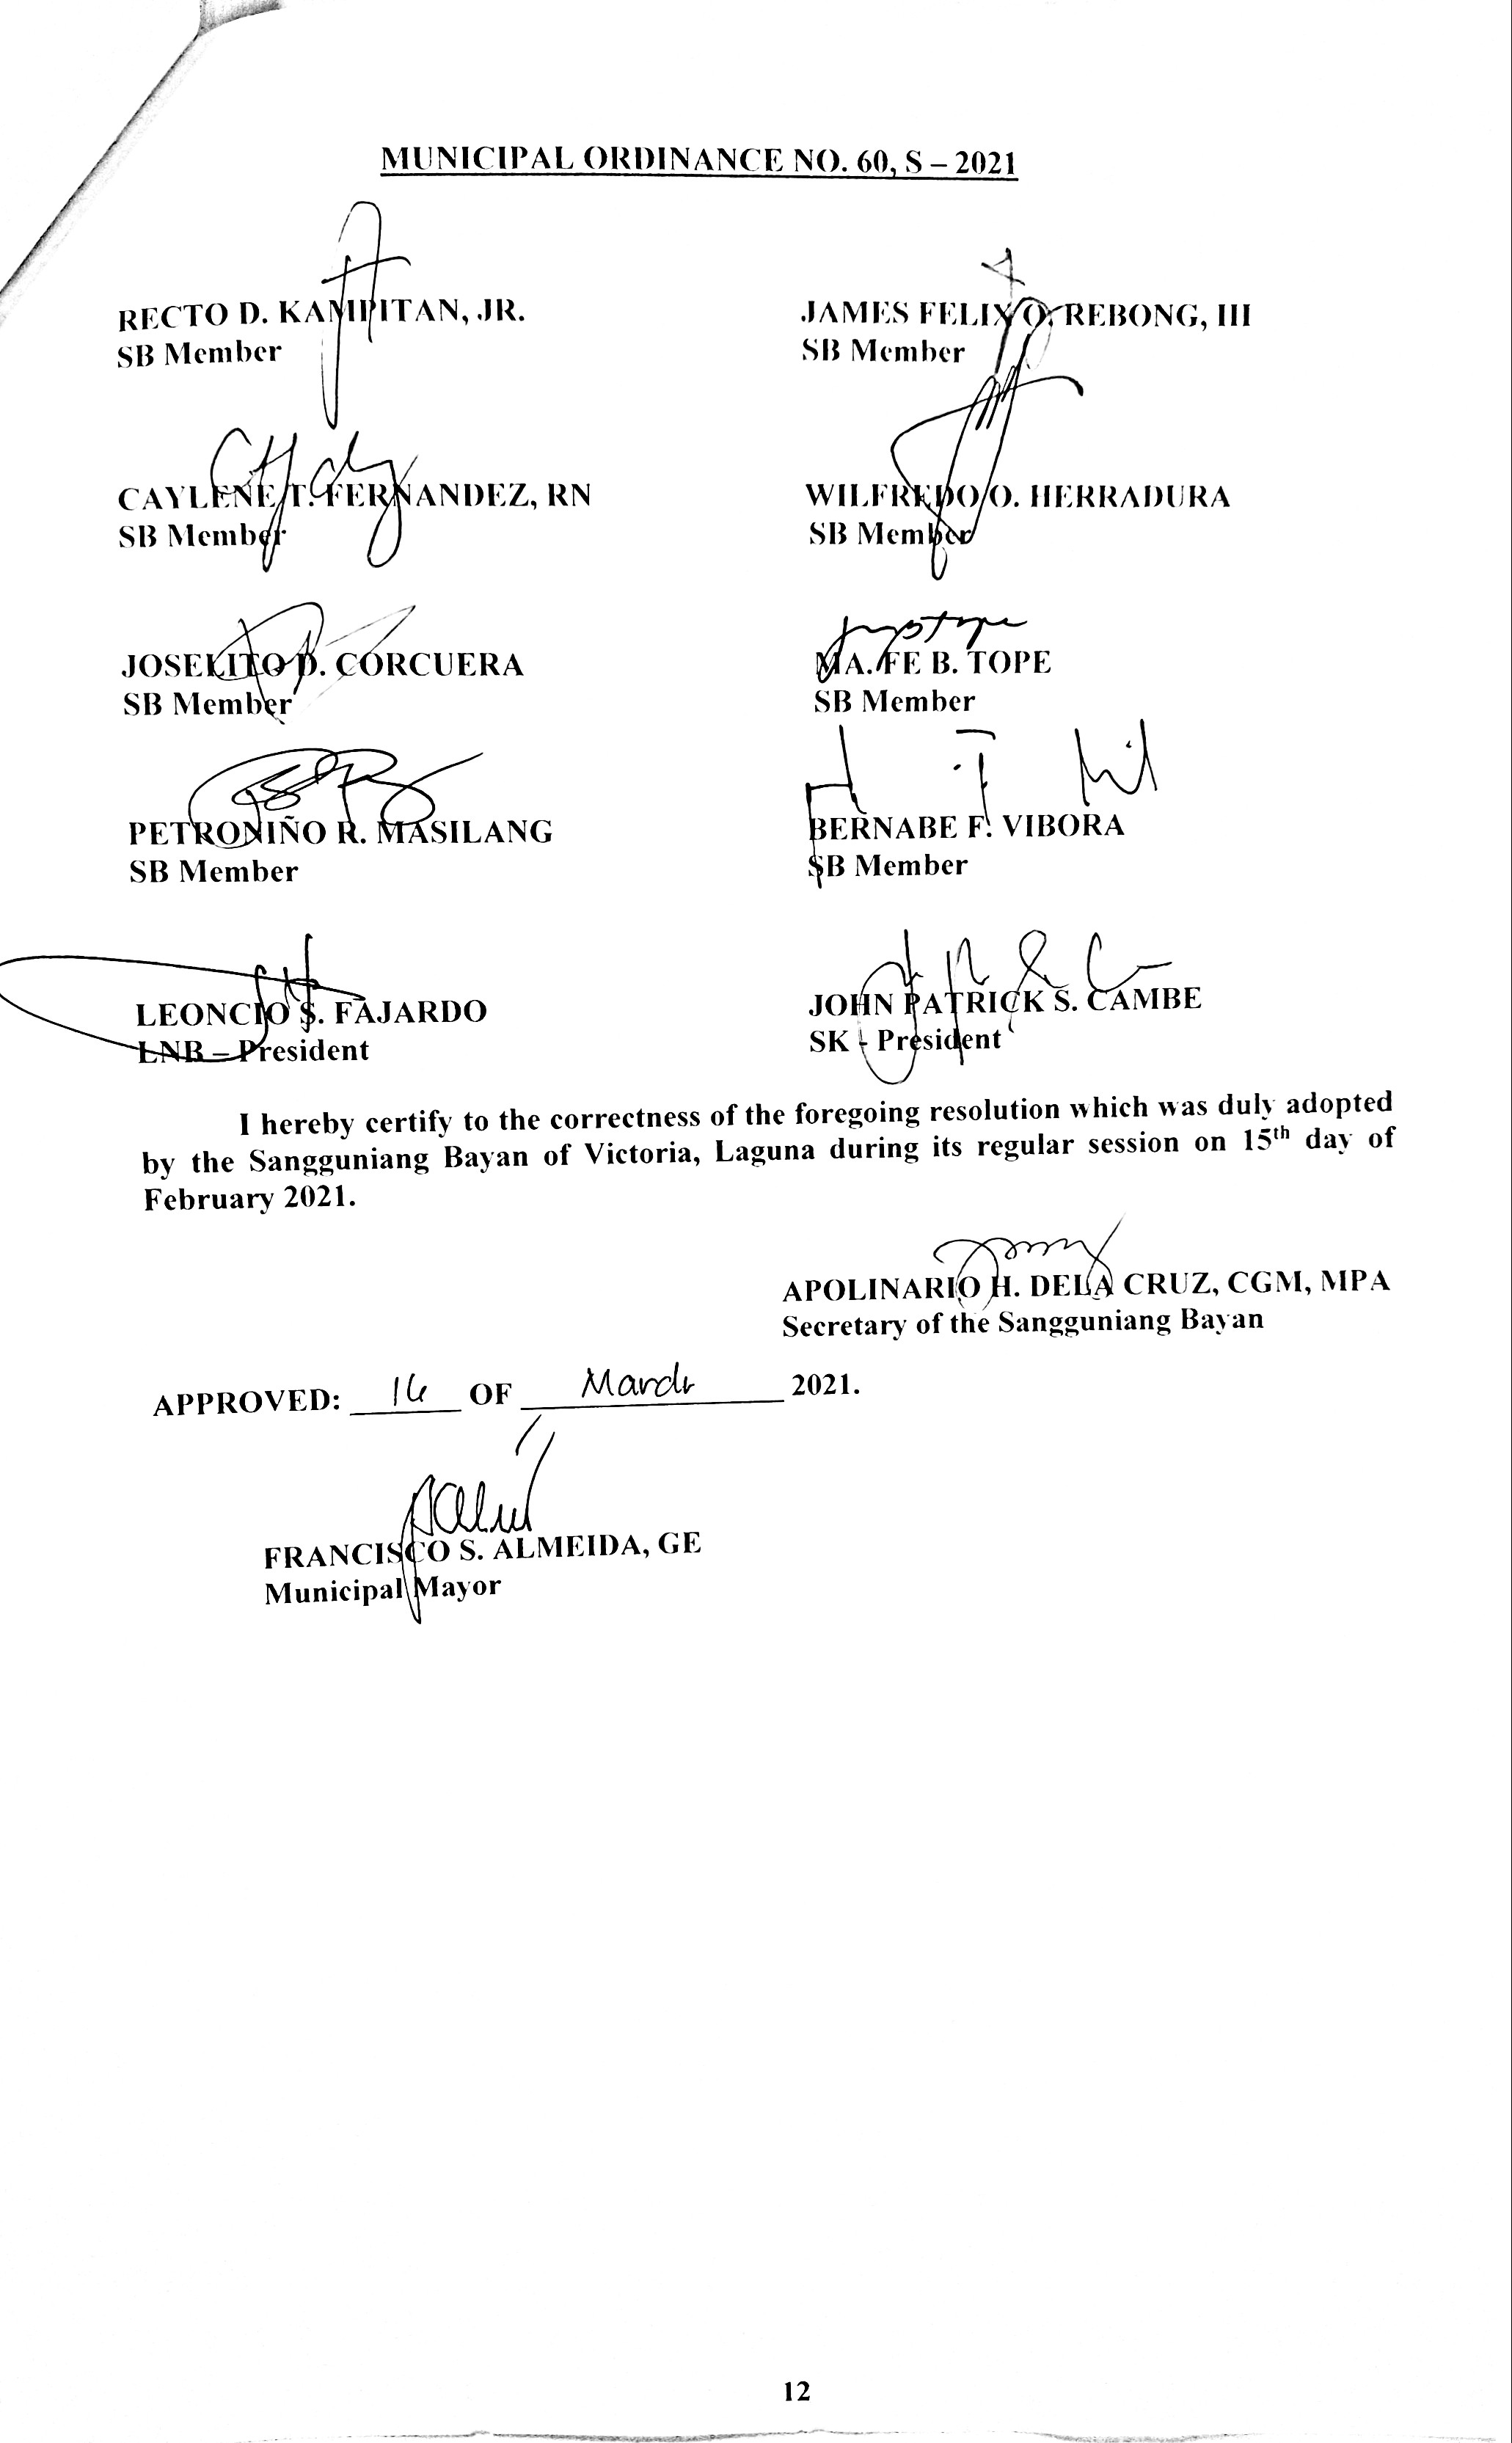 MUNICIPAL ORDINANCE NO. 60, S – 2021
RECTO D. KAMPITAN, JR.
SB Member
JAMES FELIX O. REBONG, III
SB Member
CAYLENE T. FERNANDEZ, RN
SB Member
WILFREDO O. HERRADURA
SB Member
JOSELITO D. CORCUERA
SB Member
MA. FE B. TOPE
SB Member
PETRONIÑO R. MASILANG
SB Member
BERNABE F. VIBORA
SB Member
LEONCIO S. FAJARDO
LNB – President
JOHN PATRICK S. CAMBE
SK - President
I hereby certify to the correctness of the foregoing resolution which was duly adopted
by the Sangguniang Bayan of Victoria, Laguna during its regular session on 15th day of
February 2021.
APOLINARIO H. DELA CRUZ, CGM, MPA
Secretary of the Sangguniang Bayan
APPROVED: 16 OF March 2021.
FRANCISCO S. ALMEIDA, GE
Municipal Mayor
12